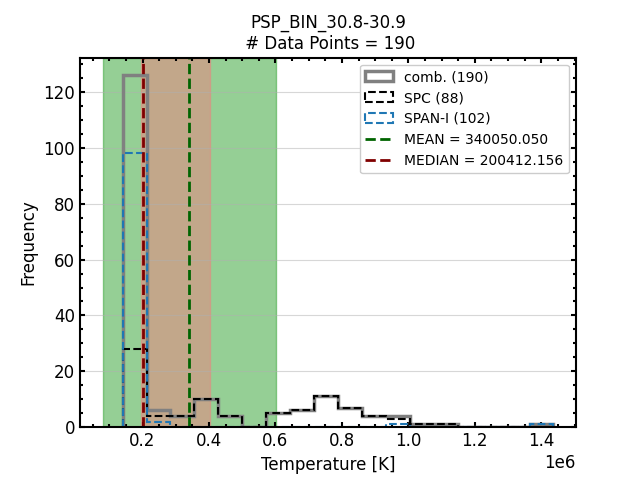 PSP_BIN_30.8-30.9
# Data Points = 190
comb. (190)
SPC (88)
SPAN-I (102)
MEAN = 340050.050
MEDIAN = 200412.156
Frequency
120
100
80
60
40
20
0
0.2 0.4 0.6 0.8 1.0 1.2 1.4
1e6
Temperature [K]